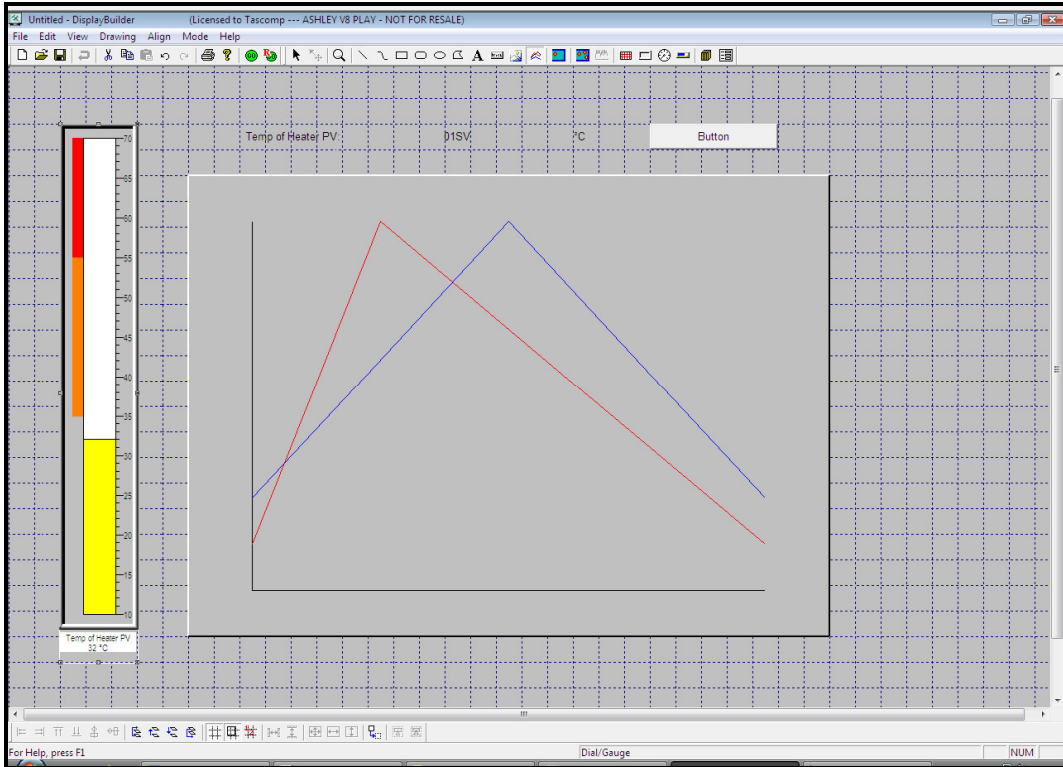 Untitled - DisplayBuilder (Licensed to Tascomp --- ASHLEY V8 PLAY - NOT FOR RESALE)
File Edit View Drawing Align Mode Help
Temp of Heater PV: 01SV °C Button
70
65
60
55
50
45
40
35
30
25
20
15
10
Temp of Heater PV
32 °C
For Help, press F1 Dial/Gauge NUM